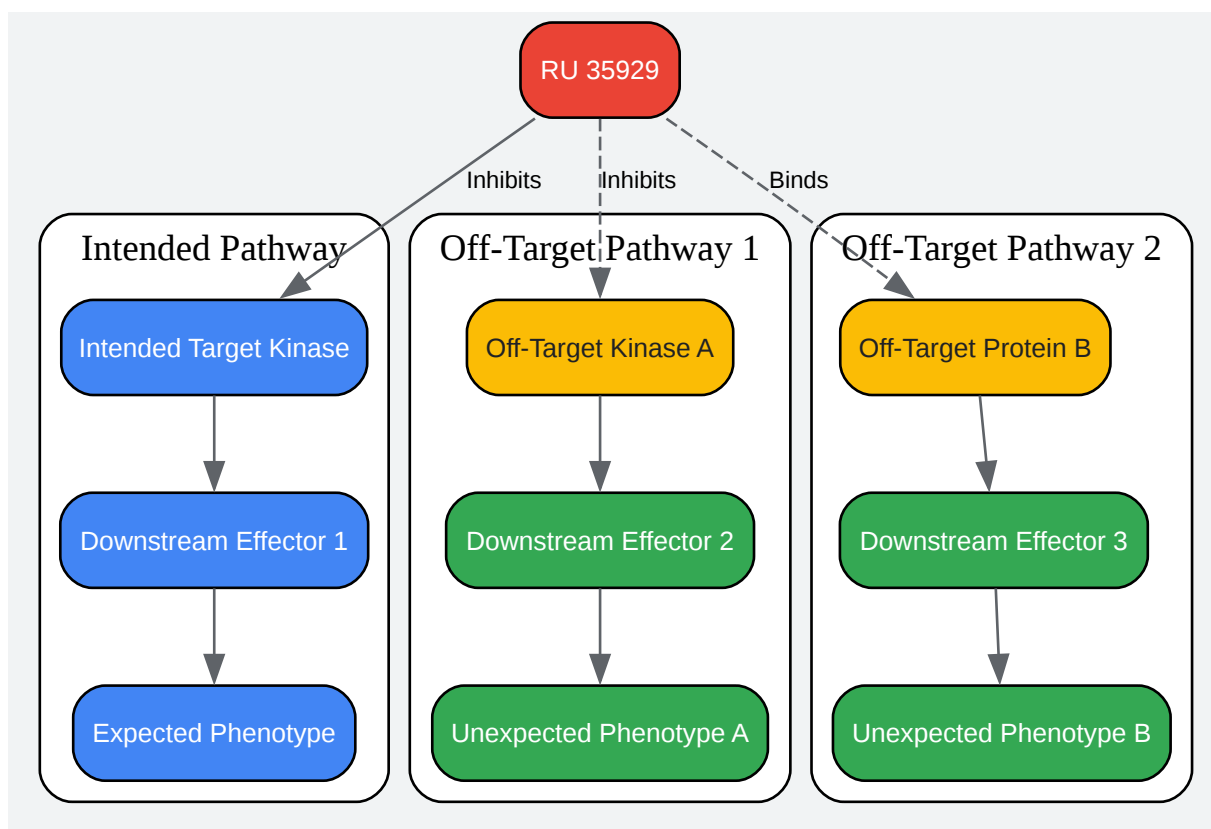 RU 35929
Inhibits
Inhibits
Binds
Intended Pathway
Off-Target Pathway 1
Off-Target Pathway 2
Intended Target Kinase
Off-Target Kinase A
Off-Target Protein B
Downstream Effector 1
Downstream Effector 2
Downstream Effector 3
Expected Phenotype
Unexpected Phenotype A
Unexpected Phenotype B